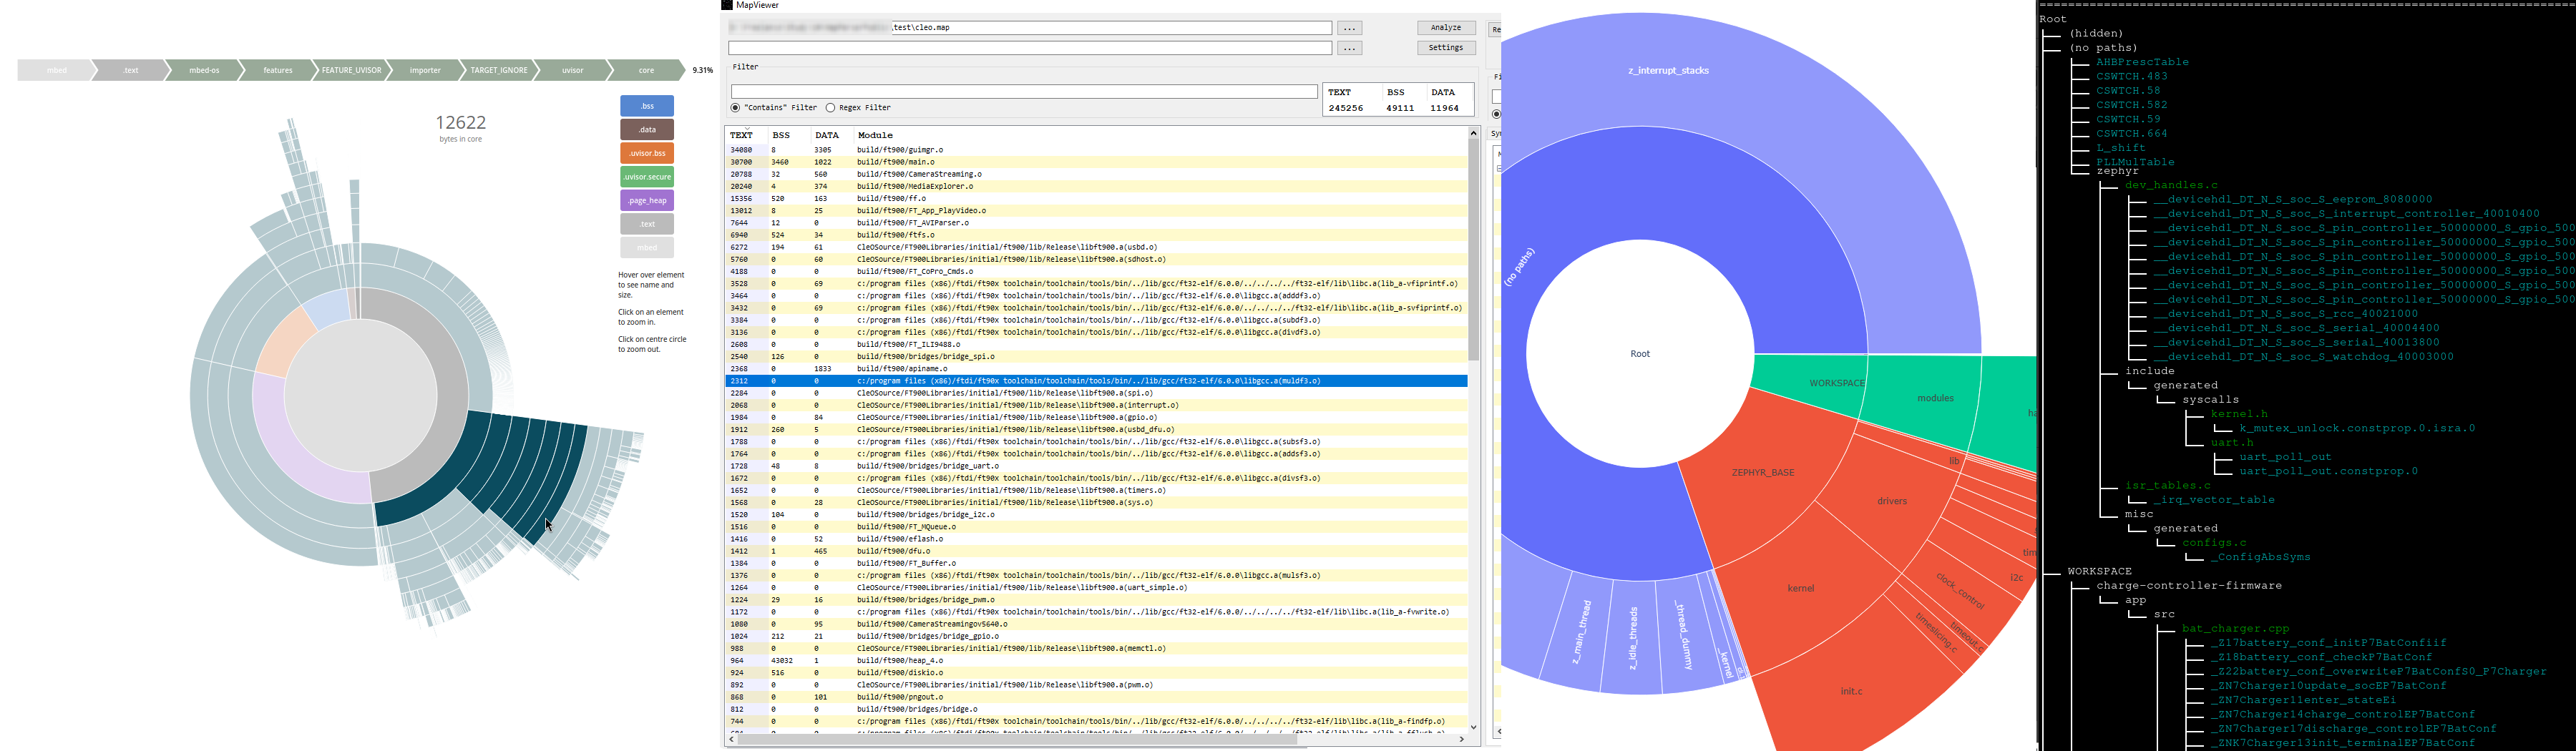 mbed .text mbed-os features FEATURE_UVISOR importer TARGET_IGNORE uvisor core 9.31%
12622
bytes in core
.bss
.data
.uvisor.bss
.uvisor.secure
.page_heap
.text
mbed
Hover over element
to see name and
size.
Click on an element
to zoom in.
Click on centre circle
to zoom out.
MapViewer
\test\cleo.map
... Analyze
... Settings
Filter
"Contains" Filter Regex Filter
TEXT BSS DATA
245256 49111 11964
TEXT BSS DATA Module
34080 8 3305 build/ft900/guimgr.o
30700 3460 1022 build/ft900/main.o
20788 32 560 build/ft900/CameraStreaming.o
20240 4 374 build/ft900/MediaExplorer.o
15356 520 163 build/ft900/ff.o
13012 8 25 build/ft900/FT_App_PlayVideo.o
7644 12 0 build/ft900/FT_AVIParser.o
6940 524 34 build/ft900/ftfs.o
6272 194 61 CleOSource/FT900Libraries/initial/ft900/lib/Release\libft900.a(usbd.o)
5760 0 60 CleOSource/FT900Libraries/initial/ft900/lib/Release\libft900.a(sdhost.o)
4188 0 0 build/ft900/FT_CoPro_Cmds.o
3528 0 69 c:/program files (x86)/ftdi/ft90x toolchain/toolchain/tools/bin/../lib/gcc/ft32-elf/6.0.0/../../../../ft32-elf/lib\libc.a(lib_a-vfiprintf.o)
3464 0 0 c:/program files (x86)/ftdi/ft90x toolchain/toolchain/tools/bin/../lib/gcc/ft32-elf/6.0.0\libgcc.a(adddf3.o)
3432 0 69 c:/program files (x86)/ftdi/ft90x toolchain/toolchain/tools/bin/../lib/gcc/ft32-elf/6.0.0/../../../../ft32-elf/lib\libc.a(lib_a-svfiprintf.o)
3384 0 0 c:/program files (x86)/ftdi/ft90x toolchain/toolchain/tools/bin/../lib/gcc/ft32-elf/6.0.0\libgcc.a(subdf3.o)
3136 0 0 c:/program files (x86)/ftdi/ft90x toolchain/toolchain/tools/bin/../lib/gcc/ft32-elf/6.0.0\libgcc.a(divdf3.o)
2608 0 0 build/ft900/FT_ILI9488.o
2540 126 0 build/bridges/bridge_spi.o
2368 0 1833 build/ft900/apiname.o
2312 0 0 c:/program files (x86)/ftdi/ft90x toolchain/toolchain/tools/bin/../lib/gcc/ft32-elf/6.0.0\libgcc.a(muldf3.o)
2284 0 0 CleOSource/FT900Libraries/initial/ft900/lib/Release\libft900.a(spi.o)
2068 0 0 CleOSource/FT900Libraries/initial/ft900/lib/Release\libft900.a(interrupt.o)
1984 0 84 CleOSource/FT900Libraries/initial/ft900/lib/Release\libft900.a(gpio.o)
1912 260 5 CleOSource/FT900Libraries/initial/ft900/lib/Release\libft900.a(usbd_dfu.o)
1788 0 0 c:/program files (x86)/ftdi/ft90x toolchain/toolchain/tools/bin/../lib/gcc/ft32-elf/6.0.0\libgcc.a(subsf3.o)
1764 0 0 c:/program files (x86)/ftdi/ft90x toolchain/toolchain/tools/bin/../lib/gcc/ft32-elf/6.0.0\libgcc.a(addsf3.o)
1728 48 8 build/bridges/bridge_uart.o
1672 0 0 c:/program files (x86)/ftdi/ft90x toolchain/toolchain/tools/bin/../lib/gcc/ft32-elf/6.0.0\libgcc.a(divsf3.o)
1652 0 0 CleOSource/FT900Libraries/initial/ft900/lib/Release\libft900.a(timers.o)
1568 0 28 CleOSource/FT900Libraries/initial/ft900/lib/Release\libft900.a(sys.o)
1520 104 0 build/bridges/bridge_i2c.o
1516 0 0 build/ft900/FT_MQueue.o
1416 0 52 build/ft900/eflash.o
1412 1 465 build/ft900/dfu.o
1384 0 0 build/ft900/FT_Buffer.o
1376 0 0 c:/program files (x86)/ftdi/ft90x toolchain/toolchain/tools/bin/../lib/gcc/ft32-elf/6.0.0\libgcc.a(mulsf3.o)
1264 0 0 CleOSource/FT900Libraries/initial/ft900/lib/Release\libft900.a(uart_simple.o)
1224 29 16 build/bridges/bridge_pwm.o
1172 0 0 c:/program files (x86)/ftdi/ft90x toolchain/toolchain/tools/bin/../lib/gcc/ft32-elf/6.0.0/../../../../ft32-elf/lib\libc.a(lib_a-fvwrite.o)
1080 0 95 build/ft900/CameraStreamingov5640.o
1024 212 21 build/bridges/bridge_gpio.o
988 0 0 CleOSource/FT900Libraries/initial/ft900/lib/Release\libft900.a(memctl.o)
964 43032 1 build/ft900/heap_4.o
924 516 0 build/ft900/diskio.o
892 0 0 CleOSource/FT900Libraries/initial/ft900/lib/Release\libft900.a(pwm.o)
868 0 101 build/ft900/pngout.o
812 0 0 build/bridges/bridge.o
744 0 0 c:/program files (x86)/ftdi/ft90x toolchain/toolchain/tools/bin/../lib/gcc/ft32-elf/6.0.0/../../../../ft32-elf/lib\libc.a(lib_a-findfp.o)
Re
Fi
Sy
z_interrupt_stacks
(no paths)
Root
WORKSPACE
modules
ha
ZEPHYR_BASE
lib
drivers
kernel
clock_control
i2c
tim
timeout.c
timeslicing.c
init.c
z_main_thread
z_idle_threads
_thread_dummy
_kernel
Root
(hidden)
(no paths)
AHBPrescTable
CSWTCH.483
CSWTCH.58
CSWTCH.582
CSWTCH.59
CSWTCH.664
L_shift
PLLMulTable
zephyr
dev_handles.c
__devicehdl_DT_N_S_soc_S_eeprom_8080000
__devicehdl_DT_N_S_soc_S_interrupt_controller_40010400
__devicehdl_DT_N_S_soc_S_pin_controller_50000000_S_gpio_500
__devicehdl_DT_N_S_soc_S_pin_controller_50000000_S_gpio_500
__devicehdl_DT_N_S_soc_S_pin_controller_50000000_S_gpio_500
__devicehdl_DT_N_S_soc_S_pin_controller_50000000_S_gpio_500
__devicehdl_DT_N_S_soc_S_pin_controller_50000000_S_gpio_500
__devicehdl_DT_N_S_soc_S_pin_controller_50000000_S_gpio_500
__devicehdl_DT_N_S_soc_S_rcc_40021000
__devicehdl_DT_N_S_soc_S_serial_40004400
__devicehdl_DT_N_S_soc_S_serial_40013800
__devicehdl_DT_N_S_soc_S_watchdog_40003000
include
generated
syscalls
kernel.h
k_mutex_unlock.constprop.0.isra.0
uart.h
uart_poll_out
uart_poll_out.constprop.0
isr_tables.c
_irq_vector_table
misc
generated
configs.c
_ConfigAbsSyms
WORKSPACE
charge-controller-firmware
app
src
bat_charger.cpp
_Z17battery_conf_initP7BatConfiif
_Z18battery_conf_checkP7BatConf
_Z22battery_conf_overwriteP7BatConfS0_P7Charger
_ZN7Charger10update_socEP7BatConf
_ZN7Charger11enter_stateEi
_ZN7Charger14charge_controlEP7BatConf
_ZN7Charger17discharge_controlEP7BatConf
_ZNK7Charger13init_terminalEP7BatConf